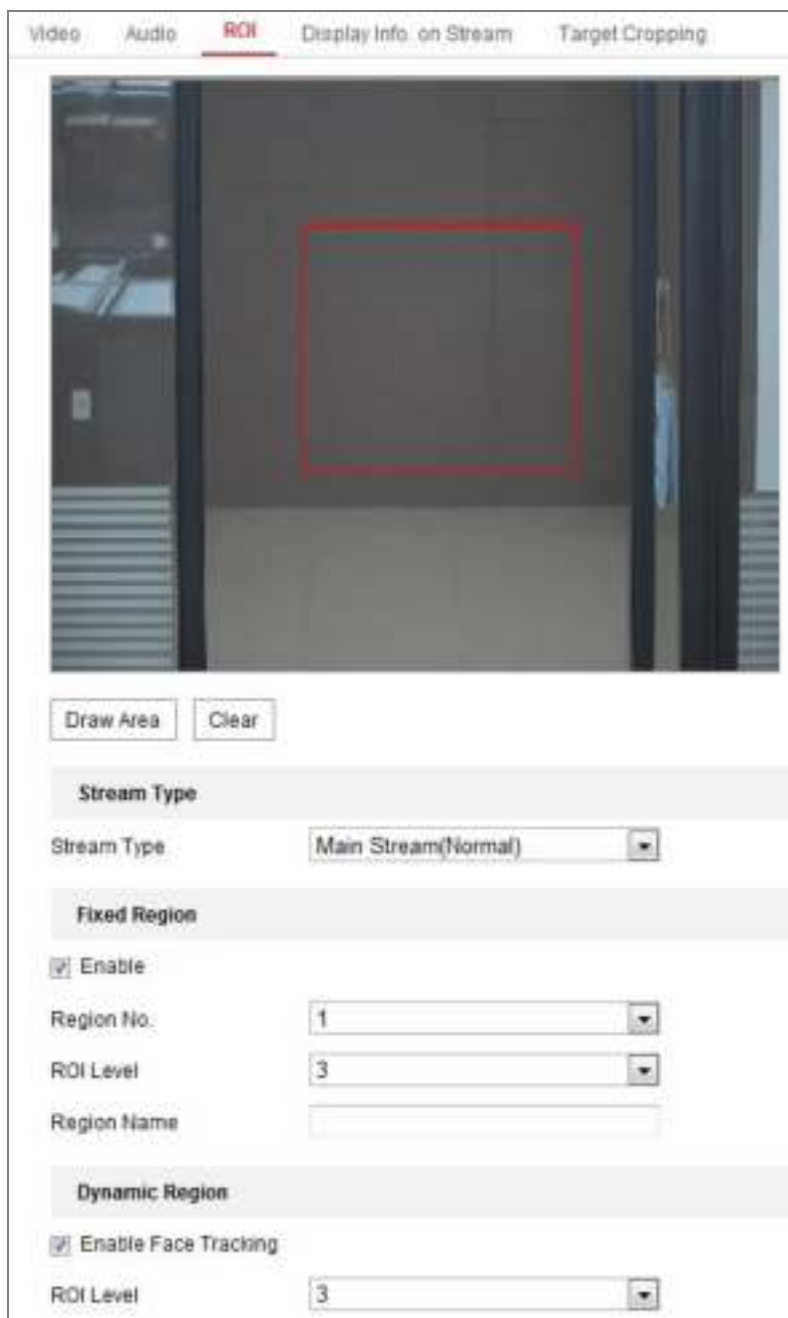 Video Audio ROI Display Info. on Stream Target Cropping
Draw Area Clear
Stream Type
Stream Type Main Stream(Normal)
Fixed Region
Enable
Region No. 1
ROI Level 3
Region Name
Dynamic Region
Enable Face Tracking
ROI Level 3